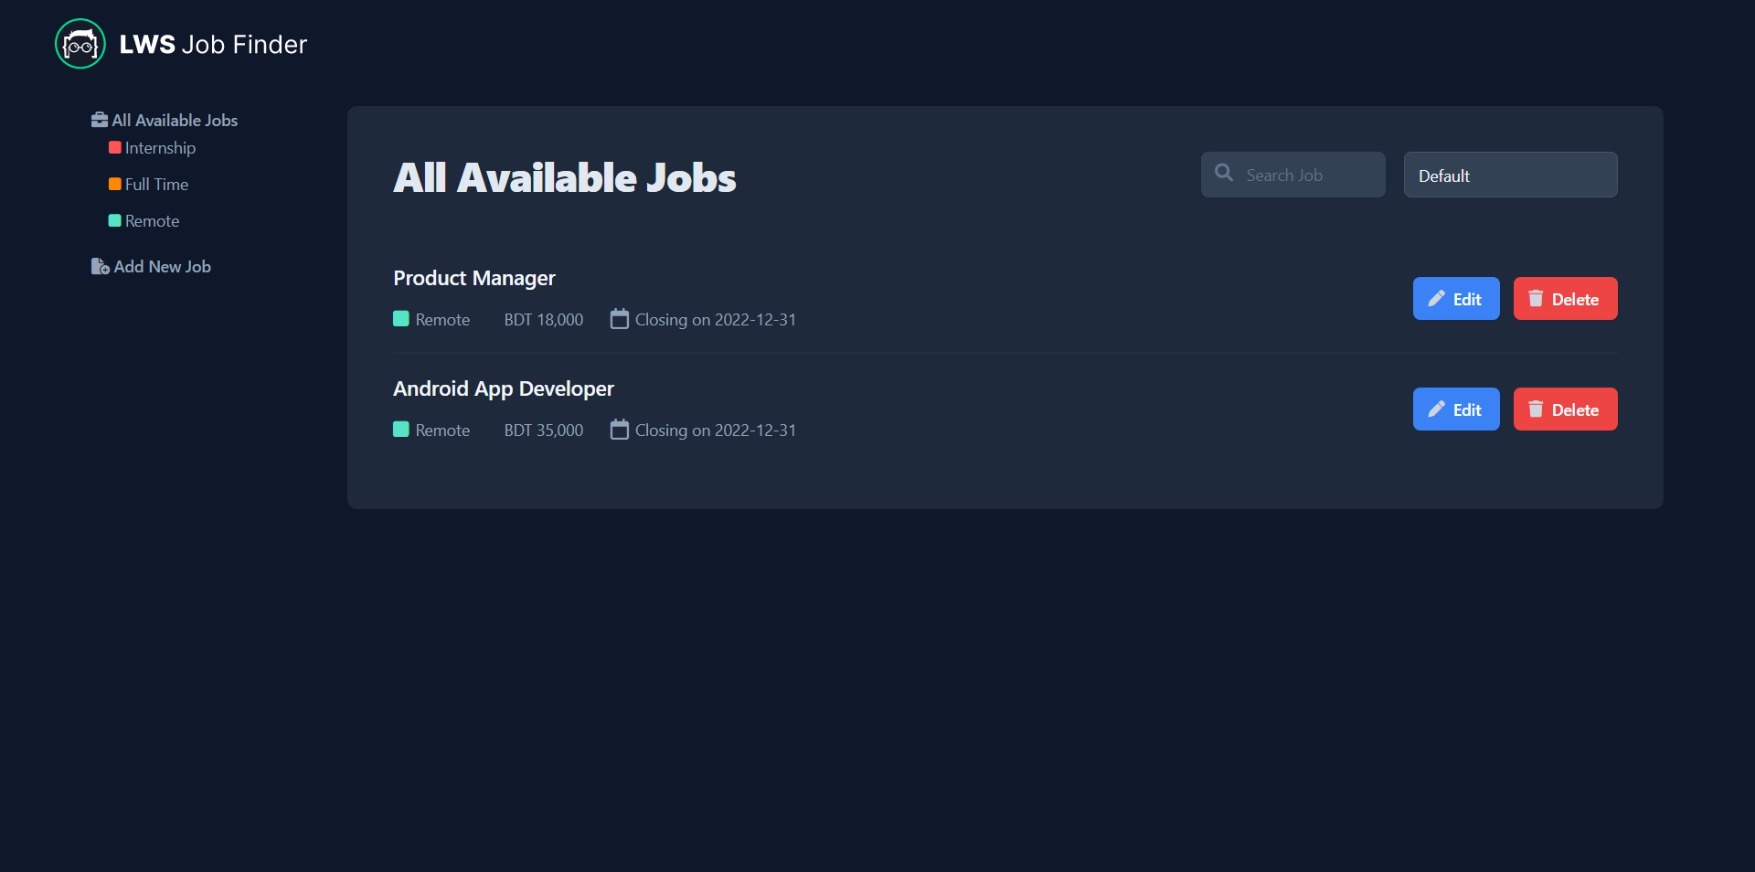 LWS Job Finder
All Available Jobs
Internship
Full Time
Remote
Add New Job
All Available Jobs
Search Job
Default
Product Manager
Remote BDT 18,000 Closing on 2022-12-31
Edit Delete
Android App Developer
Remote BDT 35,000 Closing on 2022-12-31
Edit Delete